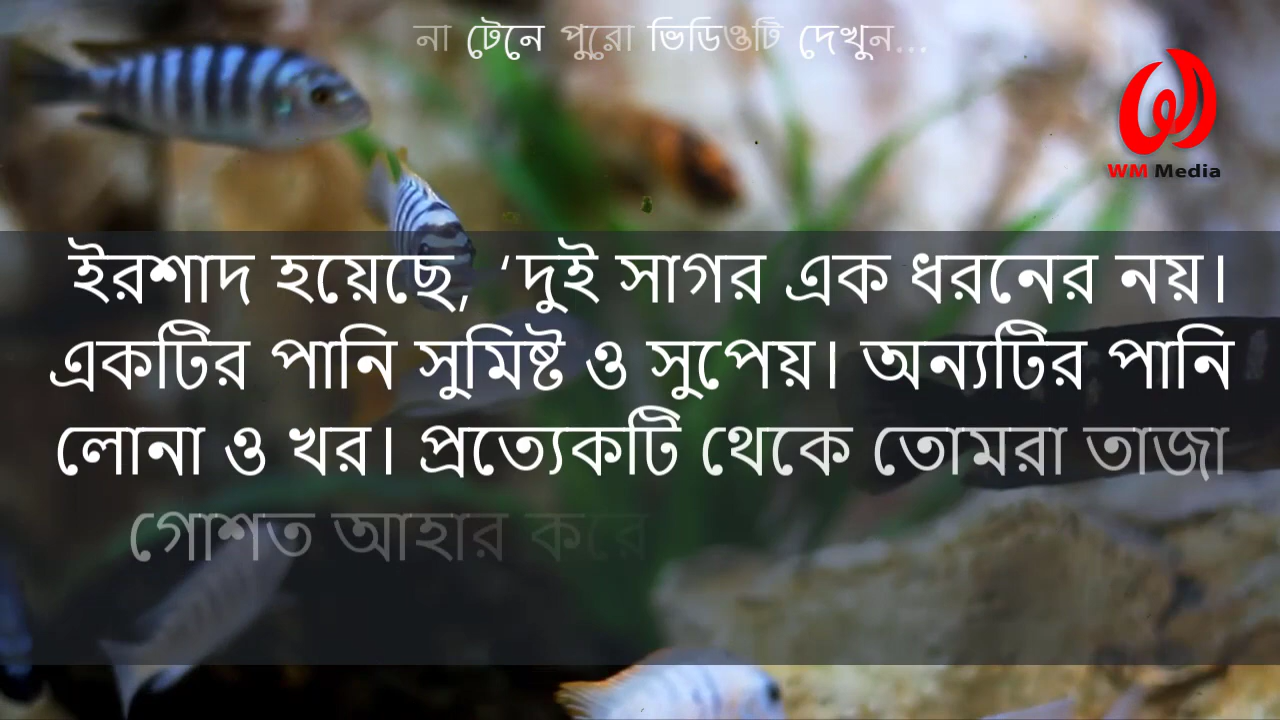 না টেনে পুরো ভিডিওটি দেখুন...
WM Media
ইরশাদ হয়েছে, ‘দুই সাগর এক ধরনের নয়।
একটির পানি সুমিষ্ট ও সুপেয়। অন্যটির পানি
লোনা ও খর। প্রত্যেকটি থেকে তোমরা তাজা
গোশত আহার করে